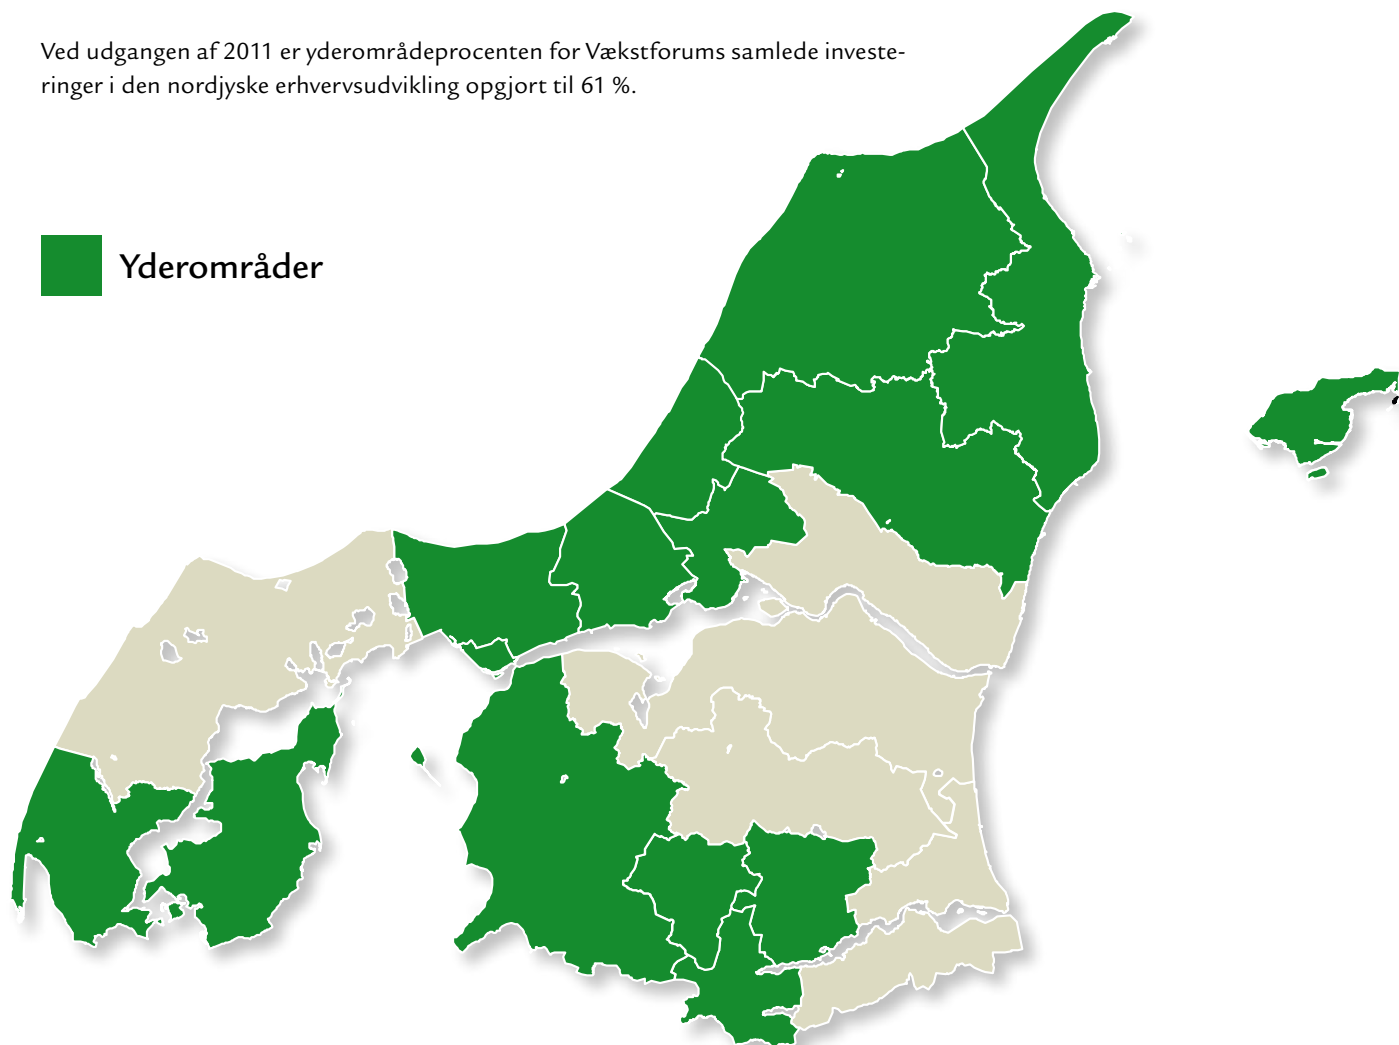 Ved udgangen af 2011 er yderområdeprocenten for Vækstforums samlede investe-
ringer i den nordjyske erhvervsudvikling opgjort til 61 %.
Yderområder